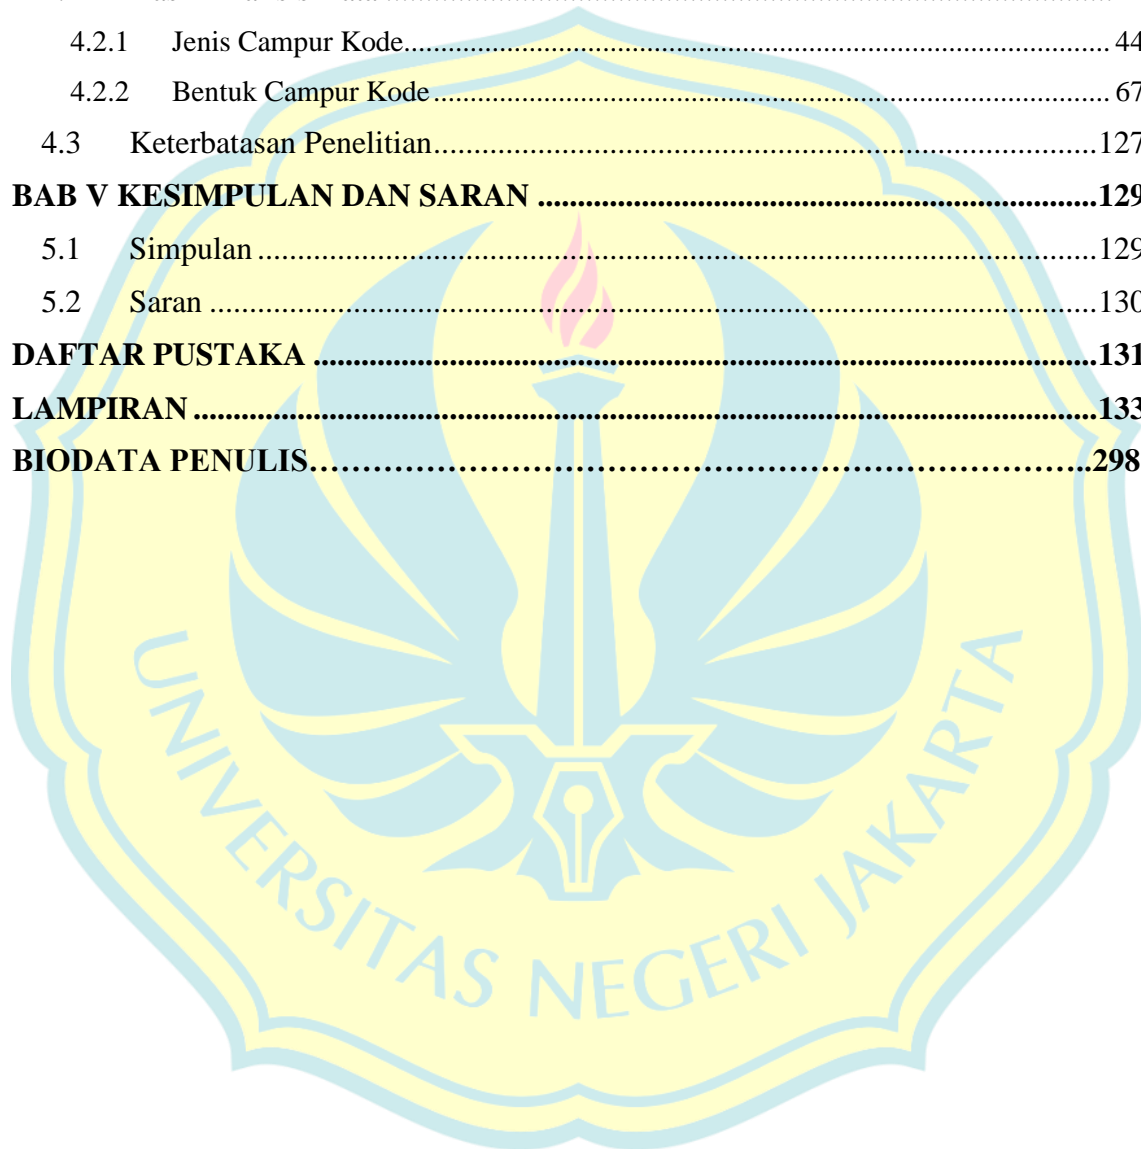 4.2.1 Jenis Campur Kode.......... 44
4.2.2 Bentuk Campur Kode.......... 67
4.3 Keterbatasan Penelitian..........127
BAB V KESIMPULAN DAN SARAN ..........129
5.1 Simpulan ..........129
5.2 Saran ..........130
DAFTAR PUSTAKA ..........131
LAMPIRAN ..........133
BIODATA PENULIS..........298
UNIVERSITAS NEGERI JAKARTA